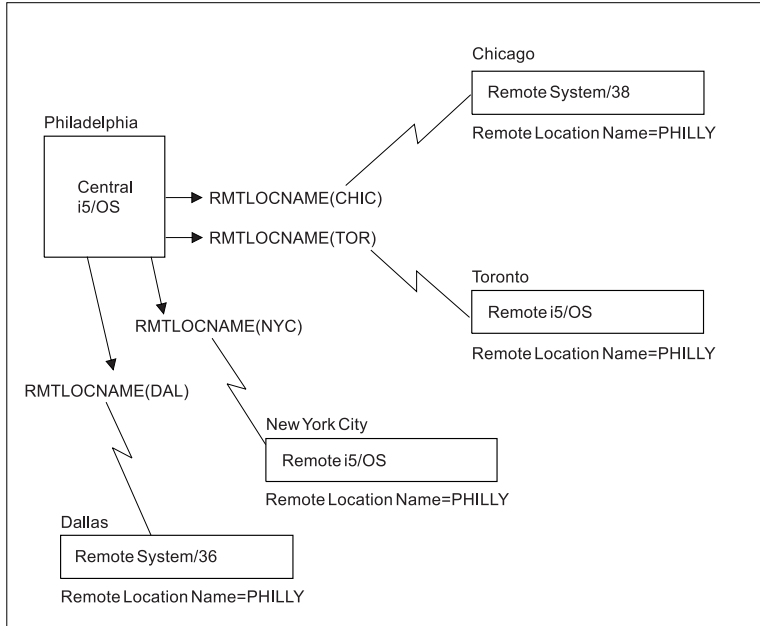 Chicago
Remote System/38
Remote Location Name=PHILLY
Philadelphia
Central
i5/OS
RMTLOCNAME(CHIC)
RMTLOCNAME(TOR)
Toronto
Remote i5/OS
Remote Location Name=PHILLY
RMTLOCNAME(NYC)
RMTLOCNAME(DAL)
New York City
Remote i5/OS
Remote Location Name=PHILLY
Dallas
Remote System/36
Remote Location Name=PHILLY